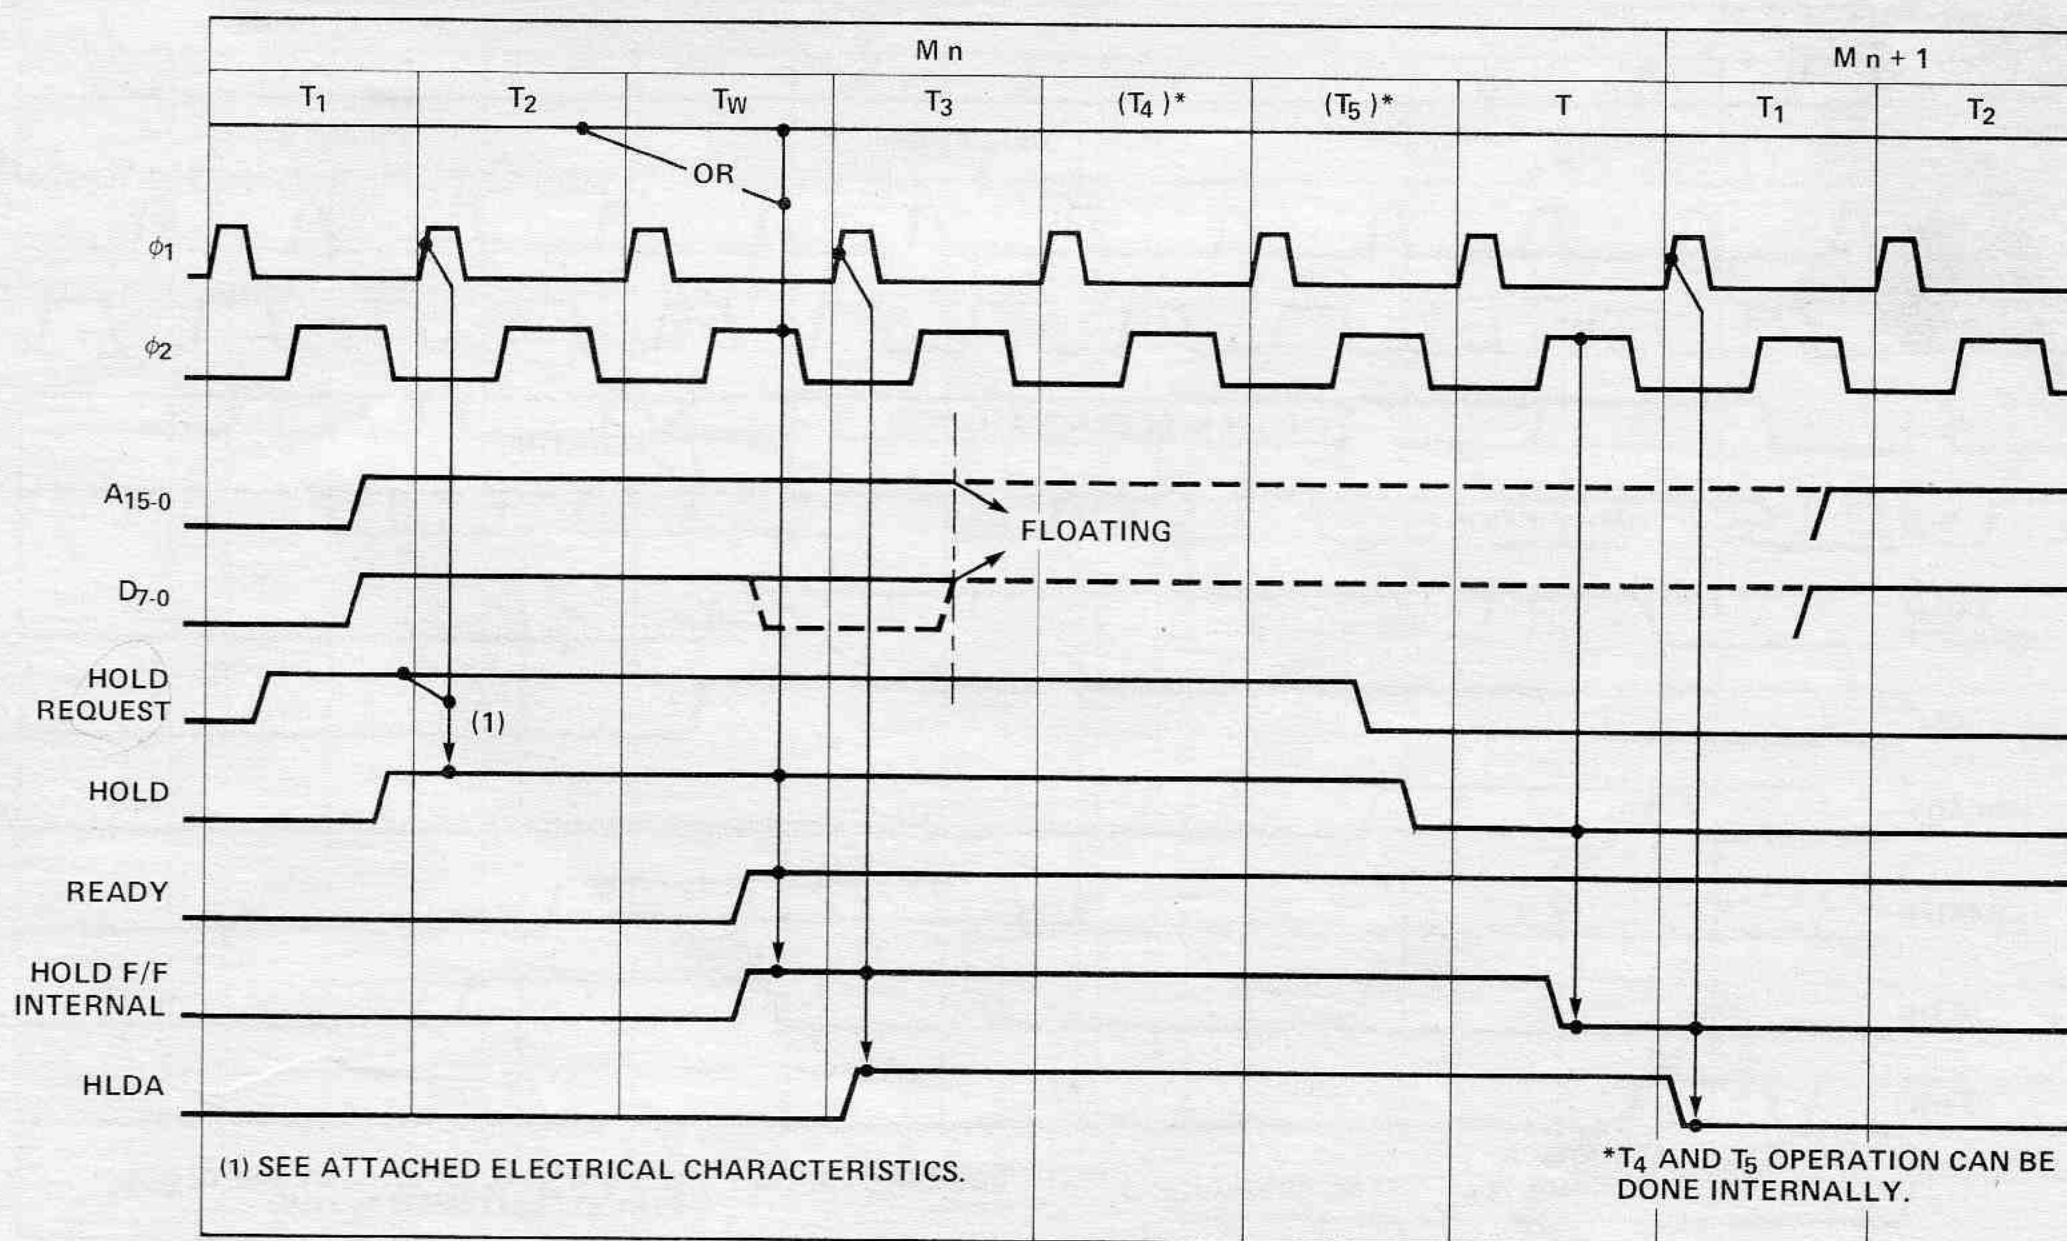 M n
M n + 1
T1 T2 TW T3 (T4)* (T5)* T T1 T2
OR
ϕ1
ϕ2
A15-0
FLOATING
D7-0
HOLD
REQUEST
(1)
HOLD
READY
HOLD F/F
INTERNAL
HLDA
(1) SEE ATTACHED ELECTRICAL CHARACTERISTICS.
*T4 AND T5 OPERATION CAN BE
DONE INTERNALLY.